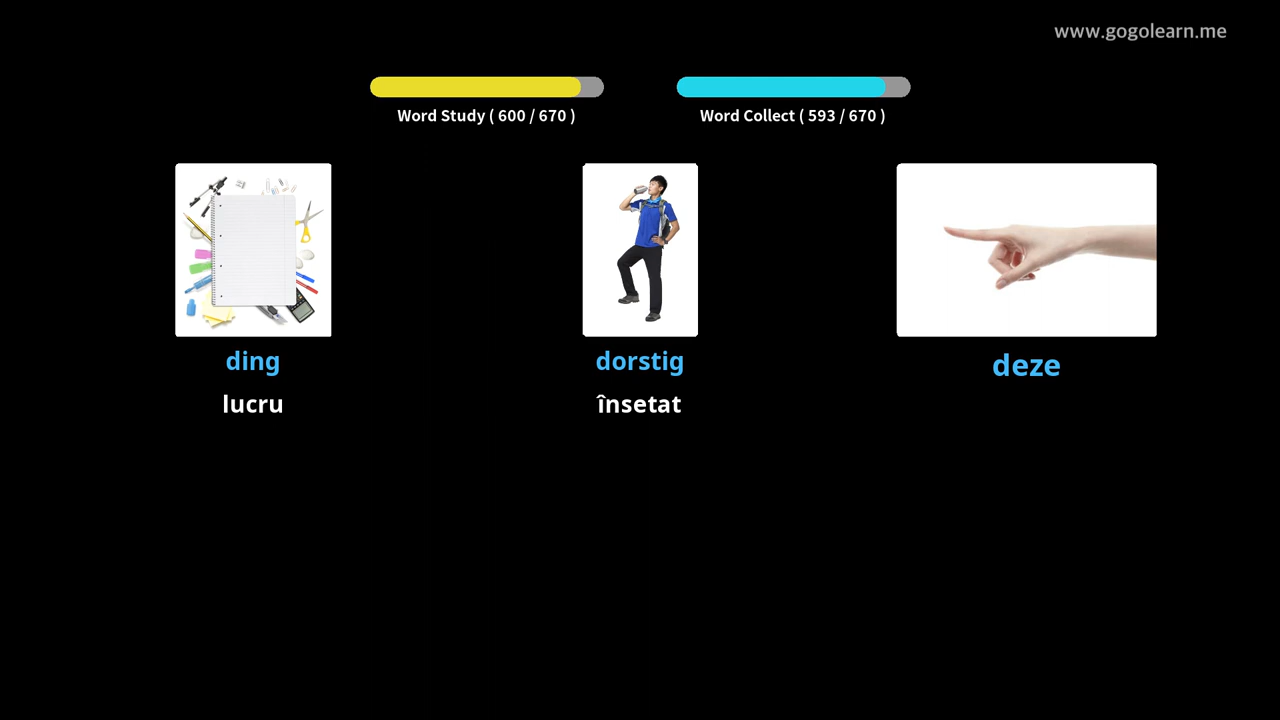 www.gogolearn.me
Word Study ( 600 / 670 )
Word Collect ( 593 / 670 )
ding
lucru
dorstig
însetat
deze